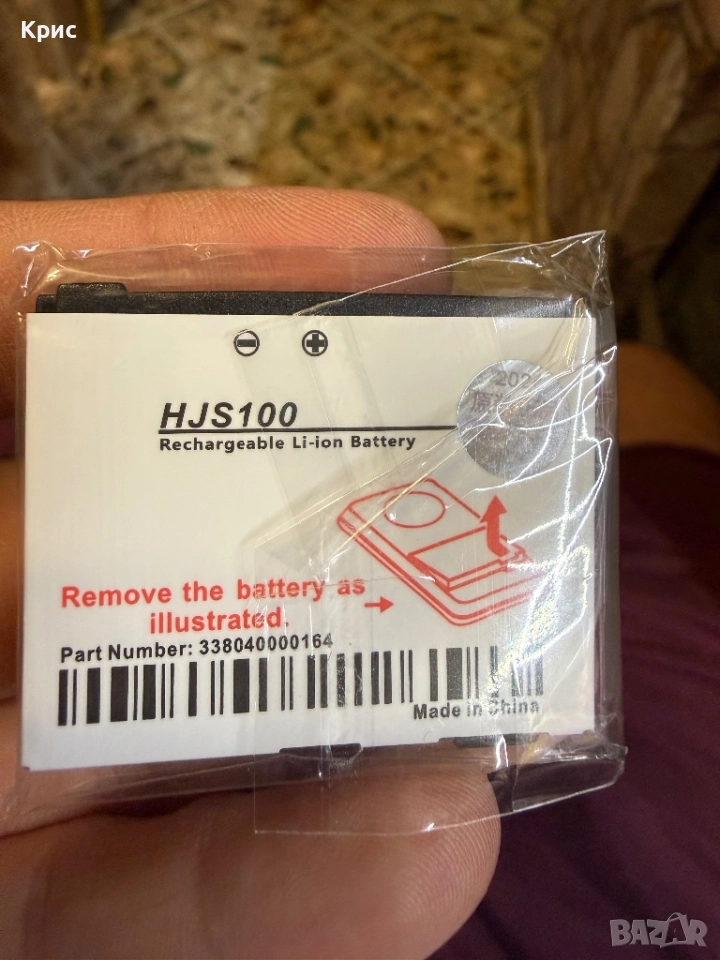 Крис
HJS100
Rechargeable Li-ion Battery
Remove the battery as
illustrated.
Part Number: 338040000164
Made in China
BAZAR